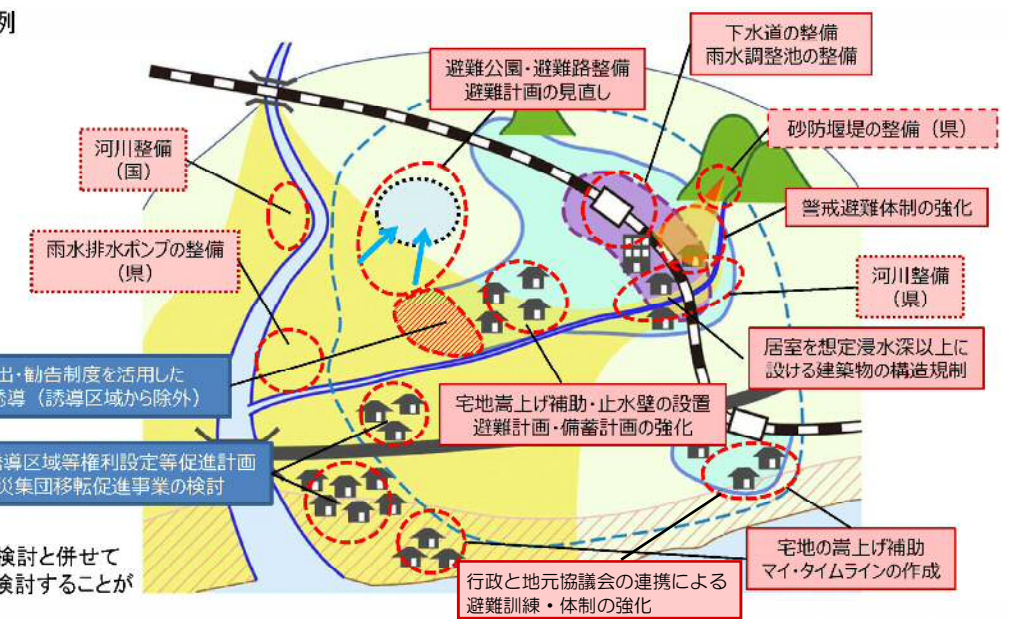 例
下水道の整備
雨水調整池の整備
避難公園・避難路整備
避難計画の見直し
砂防堰堤の整備（県）
河川整備
（国）
警戒避難体制の強化
雨水排水ポンプの整備
（県）
河川整備
（県）
居室を想定浸水深以上に
設ける建築物の構造規制
出・勧告制度を活用した
誘導（誘導区域から除外）
宅地嵩上げ補助・止水壁の設置
避難計画・備蓄計画の強化
誘導区域等権利設定等促進計画
災集団移転促進事業の検討
検討と併せて
検討することが
宅地の嵩上げ補助
マイ・タイムラインの作成
行政と地元協議会の連携による
避難訓練・体制の強化